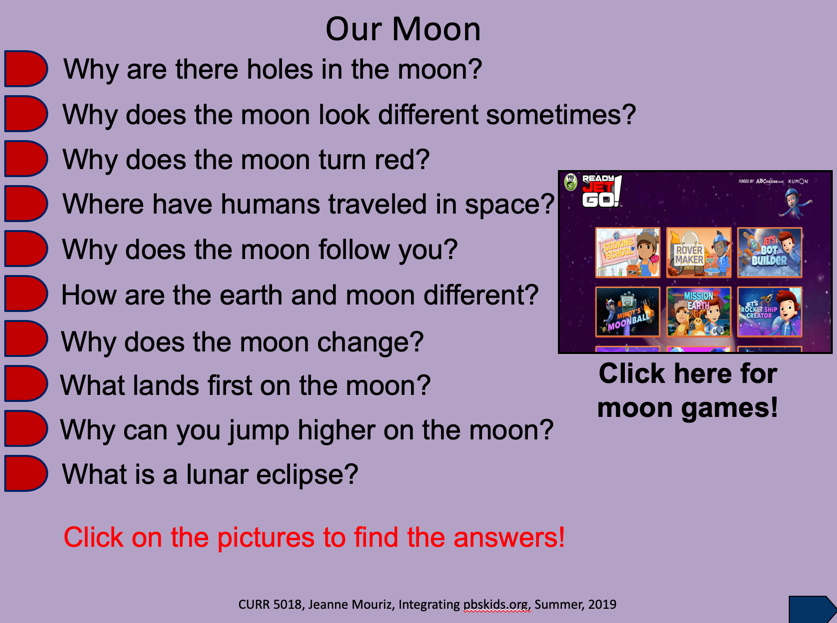 Our Moon
Why are there holes in the moon?
Why does the moon look different sometimes?
Why does the moon turn red?
Where have humans traveled in space?
Why does the moon follow you?
How are the earth and moon different?
Why does the moon change?
What lands first on the moon?
Why can you jump higher on the moon?
What is a lunar eclipse?
Click on the pictures to find the answers!
READY
JET
GO!
ROVER
MAKER
JET'S
BOT
BUILDER
MINDY'S
MOONBALL
MISSION
EARTH
JET'S
ROCKET SHIP
CREATOR
Click here for
moon games!
CURR 5018, Jeanne Mouriz, Integrating pbskids.org, Summer, 2019